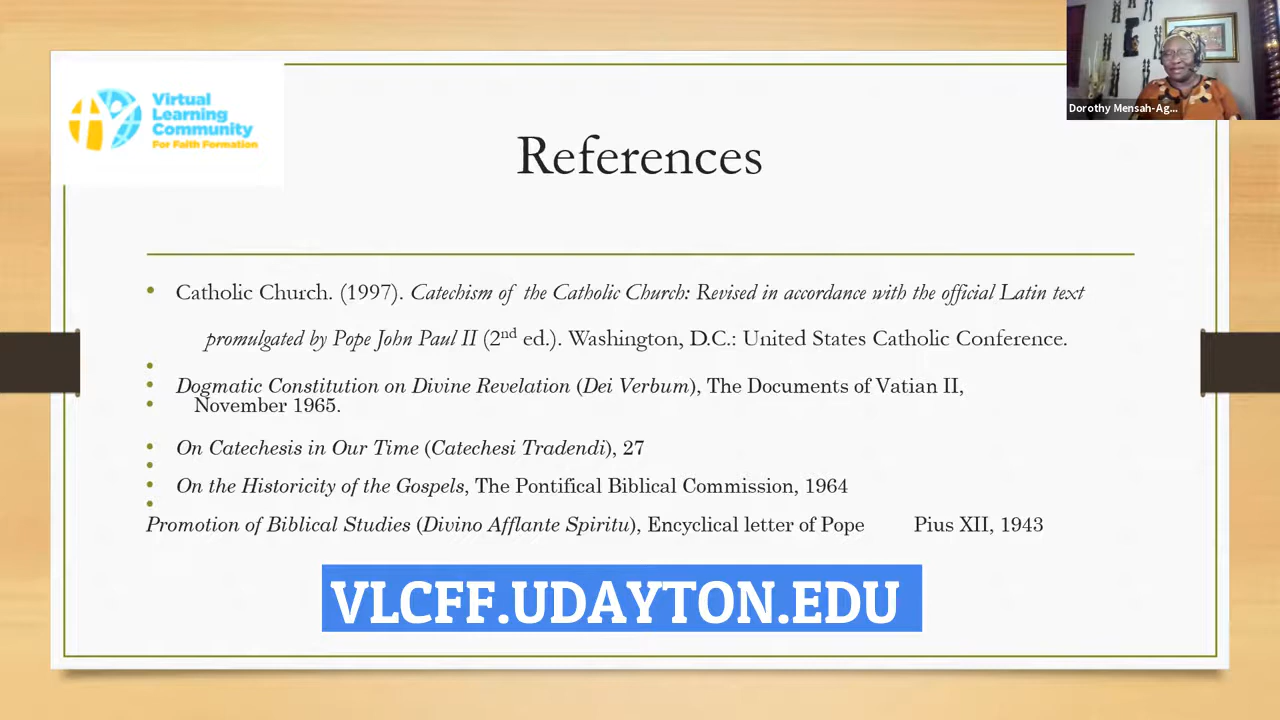 Virtual
Learning
Community
For Faith Formation
Dorothy Mensah-Ag...
References
• Catholic Church. (1997). Catechism of the Catholic Church: Revised in accordance with the official Latin text
promulgated by Pope John Paul II (2nd ed.). Washington, D.C.: United States Catholic Conference.
• Dogmatic Constitution on Divine Revelation (Dei Verbum), The Documents of Vatian II,
• November 1965.
• On Catechesis in Our Time (Catechesi Tradendi), 27
• On the Historicity of the Gospels, The Pontifical Biblical Commission, 1964
Promotion of Biblical Studies (Divino Afflante Spiritu), Encyclical letter of Pope Pius XII, 1943
VLCFF.UDAYTON.EDU